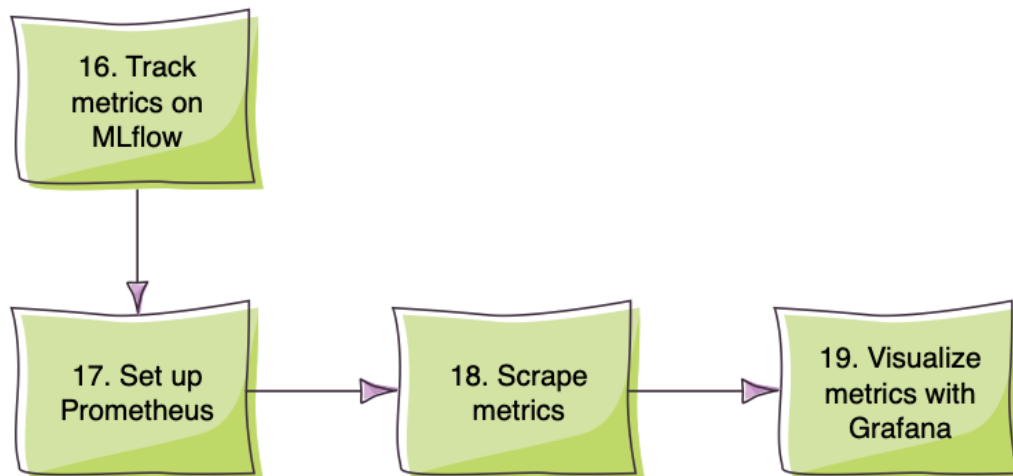 16. Track
metrics on
MLflow
17. Set up
Prometheus
18. Scrape
metrics
19. Visualize
metrics with
Grafana